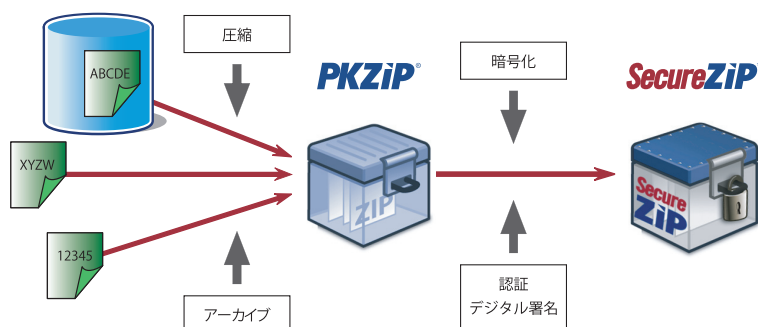 圧縮
ABCDE
PKZIP®
暗号化
SecureZIP
XYZW
ZIP
Secure
ZIP
12345
アーカイブ
認証
デジタル署名